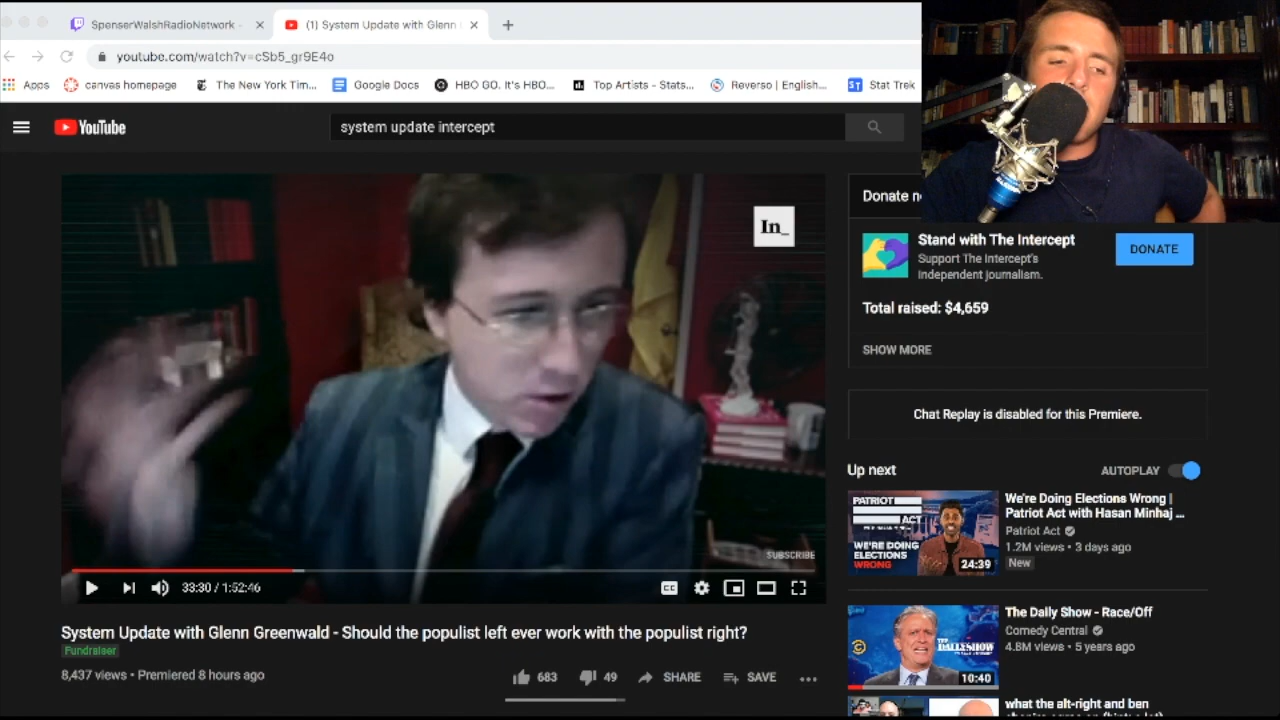 SpenserWalshRadioNetwork -
(1) System Update with Glenn
youtube.com/watch?v=cSb5_gr9E4o
Apps
canvas homepage
The New York Tim...
Google Docs
HBO GO. It's HBO...
Top Artists - Stats...
Reverso | English...
ST
Stat Trek
YouTube
system update intercept
In_
SUBSCRIBE
33:30 / 1:52:46
CC
System Update with Glenn Greenwald - Should the populist left ever work with the populist right?
Fundraiser
8,437 views • Premiered 8 hours ago
683
49
SHARE
SAVE
Donate
Stand with The Intercept
Support The Intercept's
independent journalism.
DONATE
Total raised: $4,659
SHOW MORE
Chat Replay is disabled for this Premiere.
Up next
AUTOPLAY
PATRIOT
ACT
WE'RE DOING
ELECTIONS
WRONG
24:39
We're Doing Elections Wrong |
Patriot Act with Hasan Minhaj ...
Patriot Act
1.2M views • 3 days ago
New
THE DAILY SHOW
10:40
The Daily Show - Race/Off
Comedy Central
4.8M views • 5 years ago
what the alt-right and ben